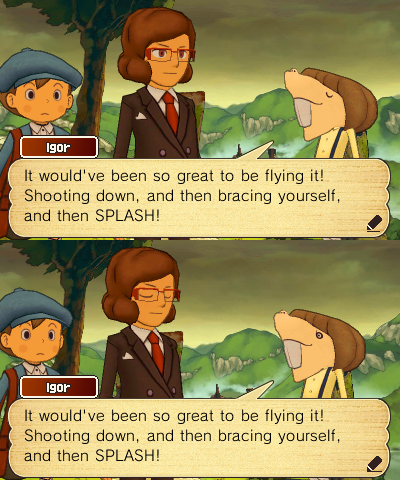 Igor
It would've been so great to be flying it!
Shooting down, and then bracing yourself,
and then SPLASH!
Igor
It would've been so great to be flying it!
Shooting down, and then bracing yourself,
and then SPLASH!